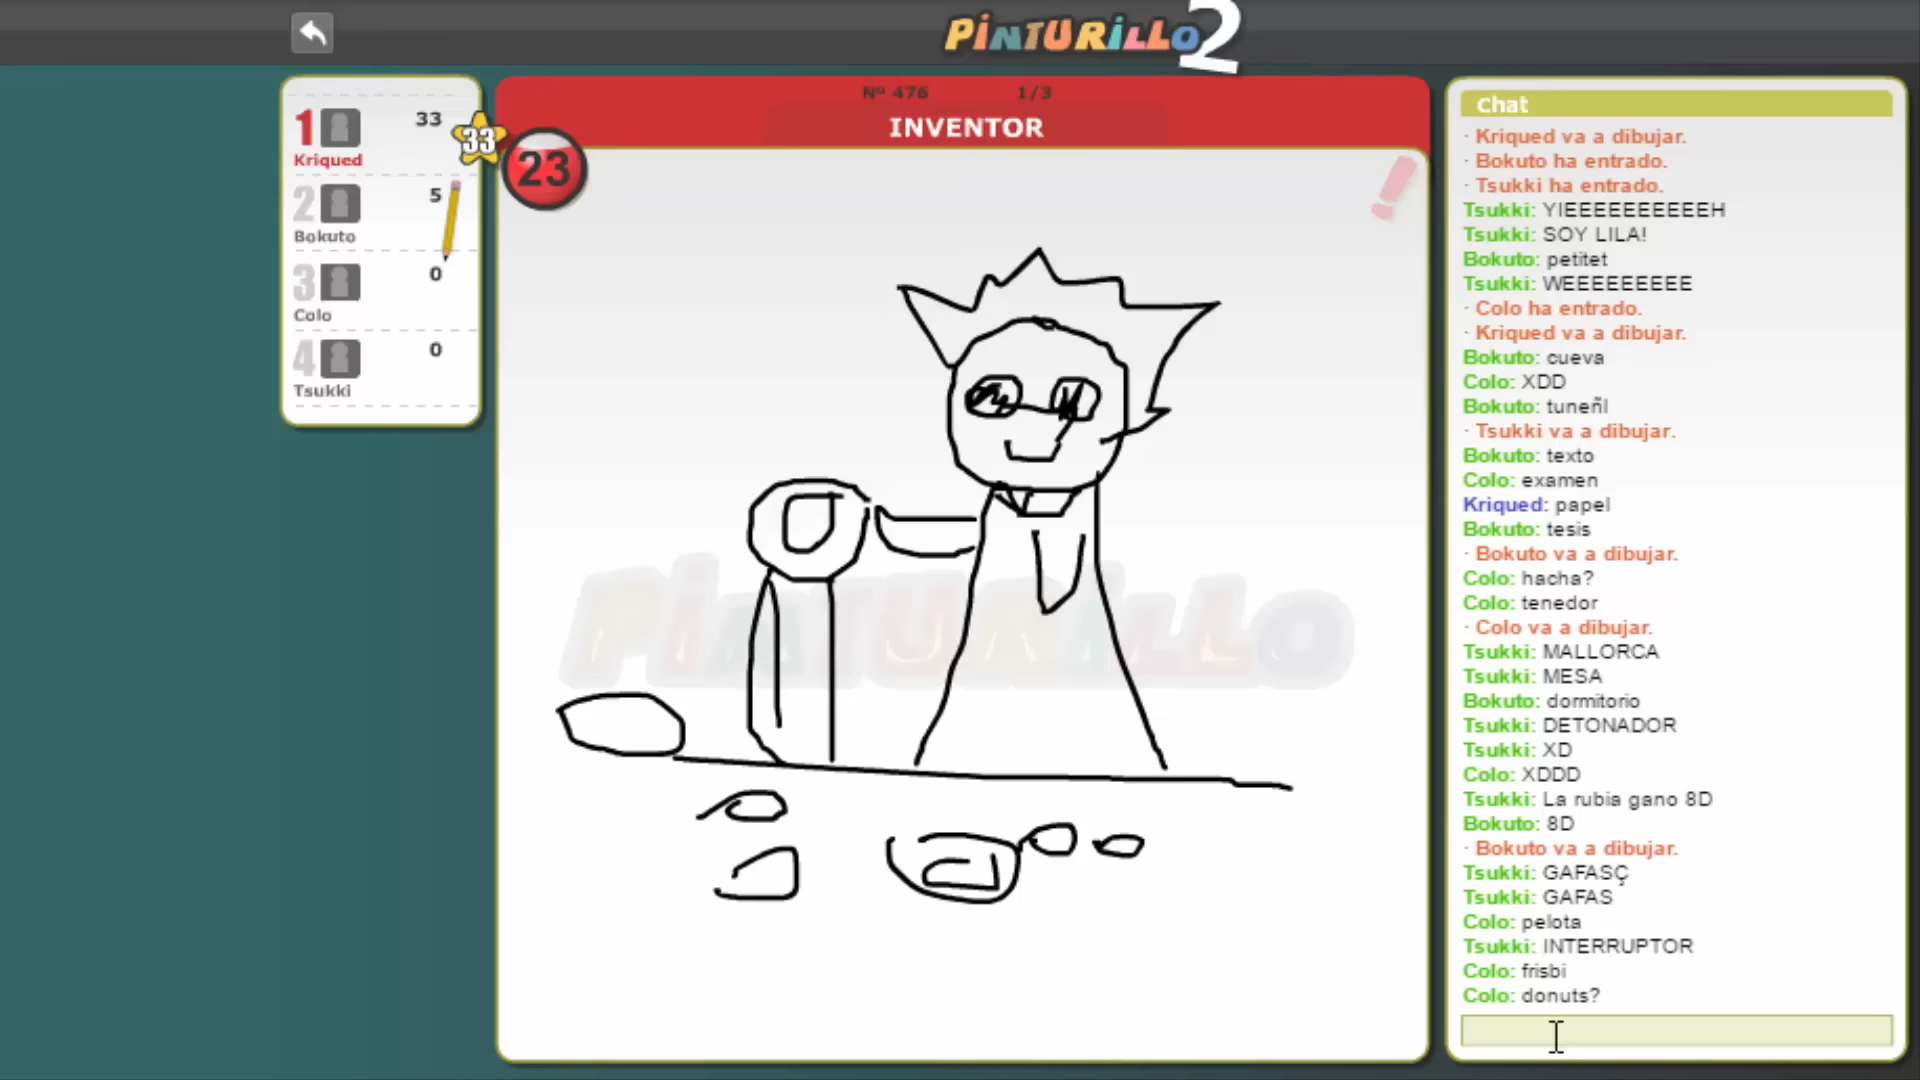 PiNTURiLLO 2
1
33
33
Kriqued
2
5
Bokuto
3
0
Colo
4
0
Tsukki
Nº 476 1/3
INVENTOR
23
!
PiNTURiLLO
Chat
· Kriqued va a dibujar.
· Bokuto ha entrado.
· Tsukki ha entrado.
Tsukki: YIEEEEEEEEEEH
Tsukki: SOY LILA!
Bokuto: petitet
Tsukki: WEEEEEEEEE
· Colo ha entrado.
· Kriqued va a dibujar.
Bokuto: cueva
Colo: XDD
Bokuto: tuneñl
· Tsukki va a dibujar.
Bokuto: texto
Colo: examen
Kriqued: papel
Bokuto: tesis
· Bokuto va a dibujar.
Colo: hacha?
Colo: tenedor
· Colo va a dibujar.
Tsukki: MALLORCA
Tsukki: MESA
Bokuto: dormitorio
Tsukki: DETONADOR
Tsukki: XD
Colo: XDDD
Tsukki: La rubia gano 8D
Bokuto: 8D
· Bokuto va a dibujar.
Tsukki: GAFASÇ
Tsukki: GAFAS
Colo: pelota
Tsukki: INTERRUPTOR
Colo: frisbi
Colo: donuts?